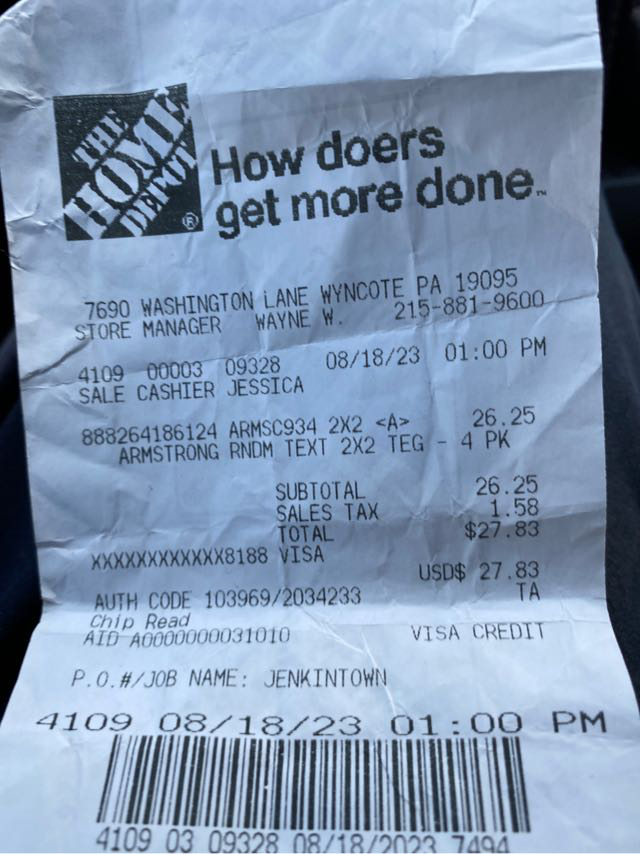 THE
HOME
DEPOT
®
How doers
get more done™
7690 WASHINGTON LANE WYNCOTE PA 19095
STORE MANAGER WAYNE W. 215-881-9600
4109 00003 09328 08/18/23 01:00 PM
SALE CASHIER JESSICA
888264186124 ARMSC934 2X2 <A> 26.25
ARMSTRONG RNDM TEXT 2X2 TEG - 4 PK
SUBTOTAL 26.25
SALES TAX 1.58
TOTAL $27.83
XXXXXXXXXXXX8188 VISA
USD$ 27.83
AUTH CODE 103969/2034233 TA
Chip Read
AID A0000000031010 VISA CREDIT
P.O.#/JOB NAME: JENKINTOWN
4109 08/18/23 01:00 PM
4109 03 09328 08/18/2023 7494